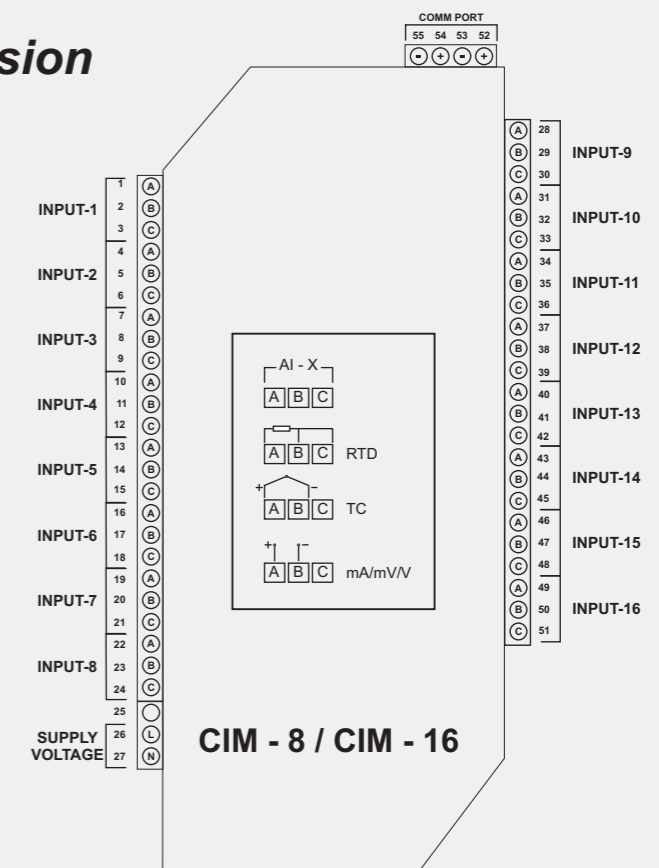 sion
COMM PORT
55 54 53 52
- + - +
INPUT-1
1 A
2 B
3 C
INPUT-2
4 A
5 B
6 C
INPUT-3
7 A
8 B
9 C
INPUT-4
10 A
11 B
12 C
INPUT-5
13 A
14 B
15 C
INPUT-6
16 A
17 B
18 C
INPUT-7
19 A
20 B
21 C
INPUT-8
22 A
23 B
24 C
25
SUPPLY VOLTAGE
26 L
27 N
AI - X
A B C
A B C RTD
+ −
A B C TC
+ −
A B C mA/mV/V
CIM - 8 / CIM - 16
A 28
B 29
C 30
INPUT-9
A 31
B 32
C 33
INPUT-10
A 34
B 35
C 36
INPUT-11
A 37
B 38
C 39
INPUT-12
A 40
B 41
C 42
INPUT-13
A 43
B 44
C 45
INPUT-14
A 46
B 47
C 48
INPUT-15
A 49
B 50
C 51
INPUT-16